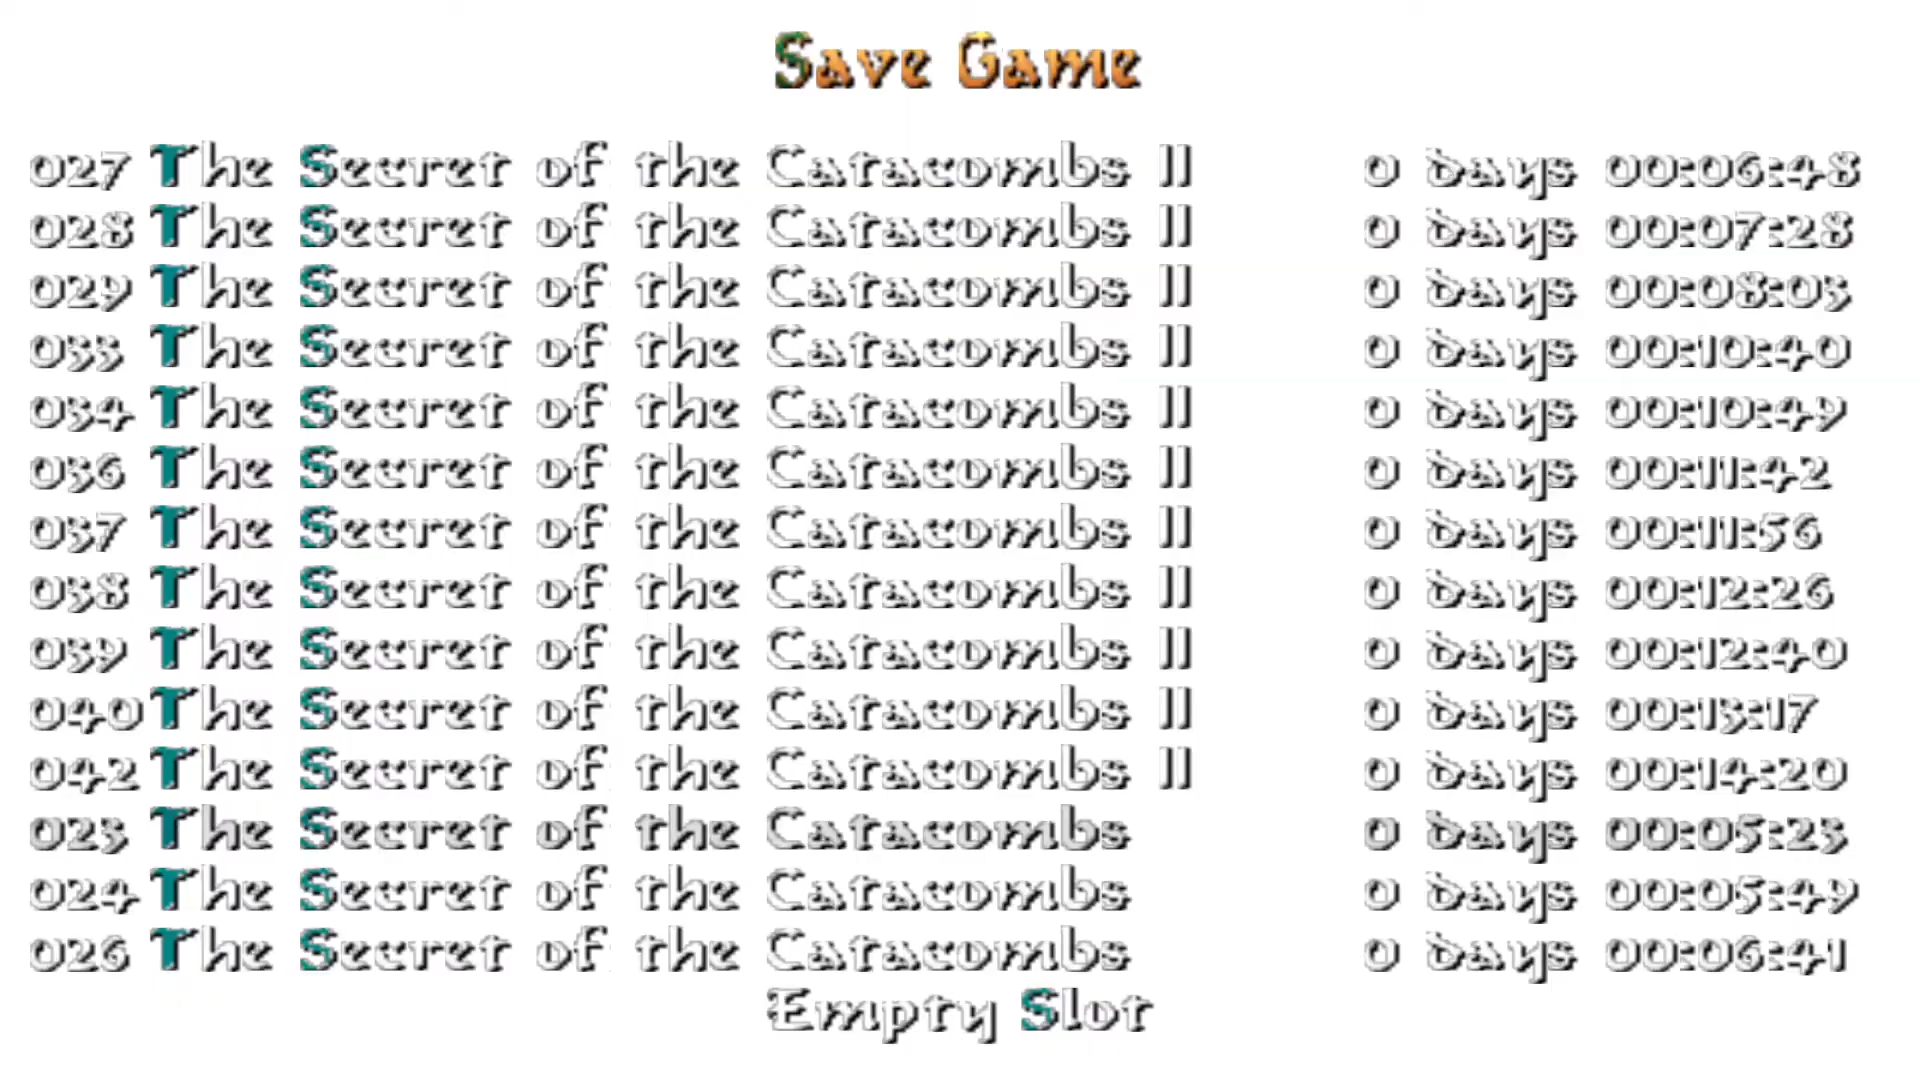 Save Game
027 The Secret of the Catacombs II 0 days 00:06:48
028 The Secret of the Catacombs II 0 days 00:07:28
029 The Secret of the Catacombs II 0 days 00:08:03
033 The Secret of the Catacombs II 0 days 00:10:40
034 The Secret of the Catacombs II 0 days 00:10:49
036 The Secret of the Catacombs II 0 days 00:11:42
037 The Secret of the Catacombs II 0 days 00:11:56
038 The Secret of the Catacombs II 0 days 00:12:26
039 The Secret of the Catacombs II 0 days 00:12:40
040 The Secret of the Catacombs II 0 days 00:13:17
042 The Secret of the Catacombs II 0 days 00:14:20
023 The Secret of the Catacombs 0 days 00:05:23
024 The Secret of the Catacombs 0 days 00:05:49
026 The Secret of the Catacombs 0 days 00:06:41
Empty Slot